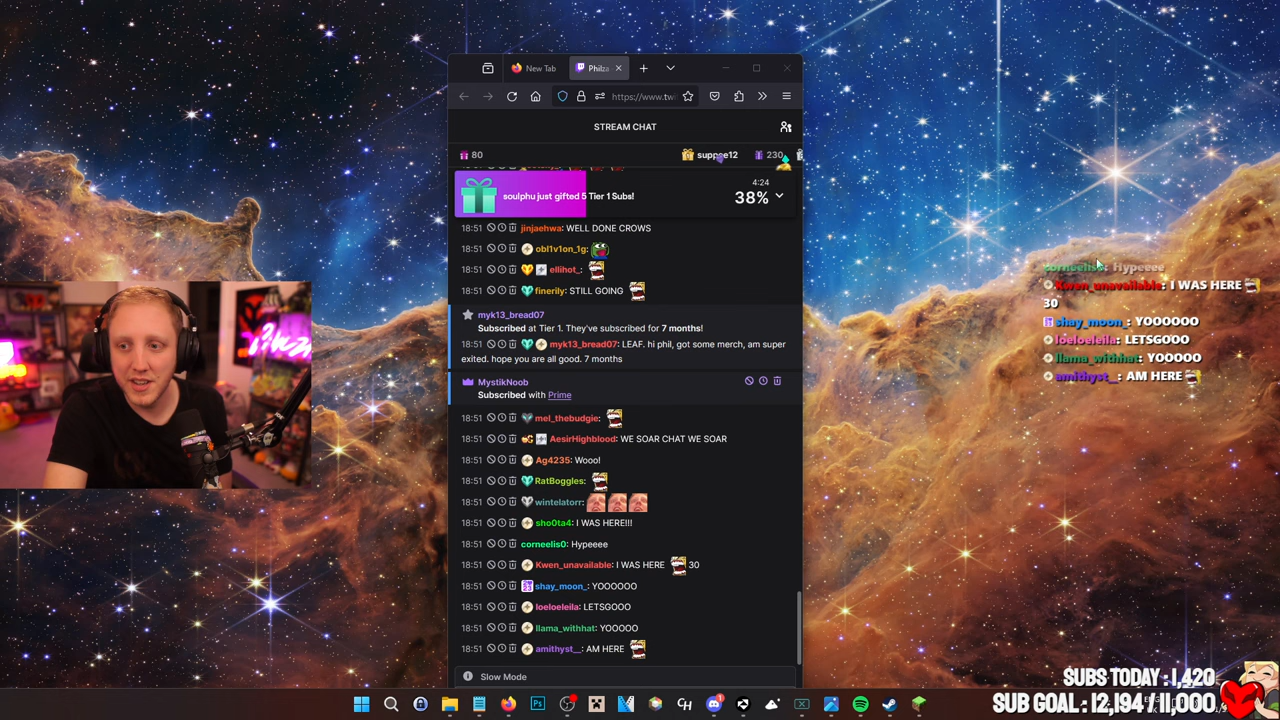 New Tab
Philza
https://www.tw
STREAM CHAT
80
suppoe12
230
soulphu just gifted 5 Tier 1 Subs!
4:24
38%
18:51 jinjaehwa: WELL DONE CROWS
18:51 obl1v1on_1g:
18:51 ellihot_:
18:51 finerily: STILL GOING
myk13_bread07
Subscribed at Tier 1. They've subscribed for 7 months!
18:51 myk13_bread07: LEAF. hi phil, got some merch, am super
exited. hope you are all good. 7 months
MystikNoob
Subscribed with Prime
18:51 mel_thebudgie:
18:51 AesirHighblood: WE SOAR CHAT WE SOAR
18:51 Ag4235: Wooo!
18:51 RatBoggles:
18:51 wintelatorr:
18:51 sho0ta4: I WAS HERE!!!
18:51 corneelis0: Hypeeee
18:51 Kwen_unavailable: I WAS HERE 30
18:51 shay_moon_: YOOOOOO
18:51 loeloeleila: LETSGOOO
18:51 llama_withhat: YOOOOO
18:51 amithyst__: AM HERE
Slow Mode
corneelis0: Hypeeee
Kwen_unavailable: I WAS HERE
30
shay_moon_: YOOOOOO
loeloeleila: LETSGOOO
llama_withhat: YOOOOO
amithyst__: AM HERE
SUBS TODAY : 1,420
SUB GOAL : 12,194 / 11,000